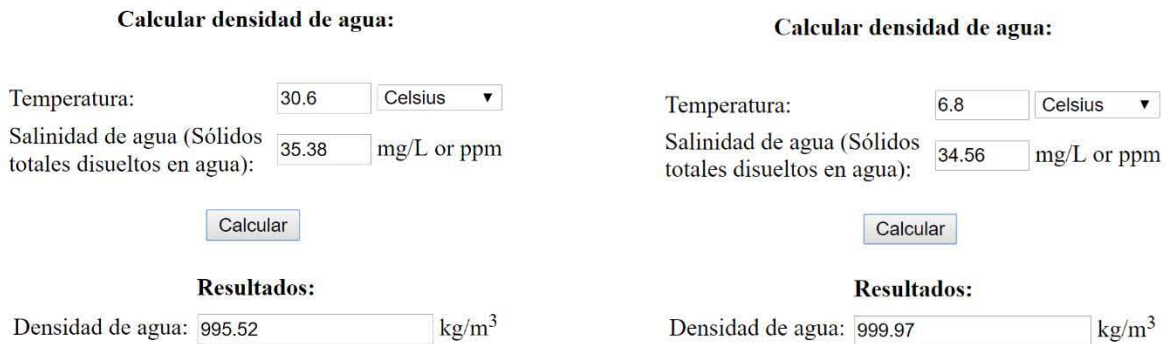 Calcular densidad de agua:
Temperatura: 30.6 Celsius
Salinidad de agua (Sólidos
totales disueltos en agua): 35.38 mg/L or ppm
Calcular
Resultados:
Densidad de agua: 995.52 kg/m³
Calcular densidad de agua:
Temperatura: 6.8 Celsius
Salinidad de agua (Sólidos
totales disueltos en agua): 34.56 mg/L or ppm
Calcular
Resultados:
Densidad de agua: 999.97 kg/m³